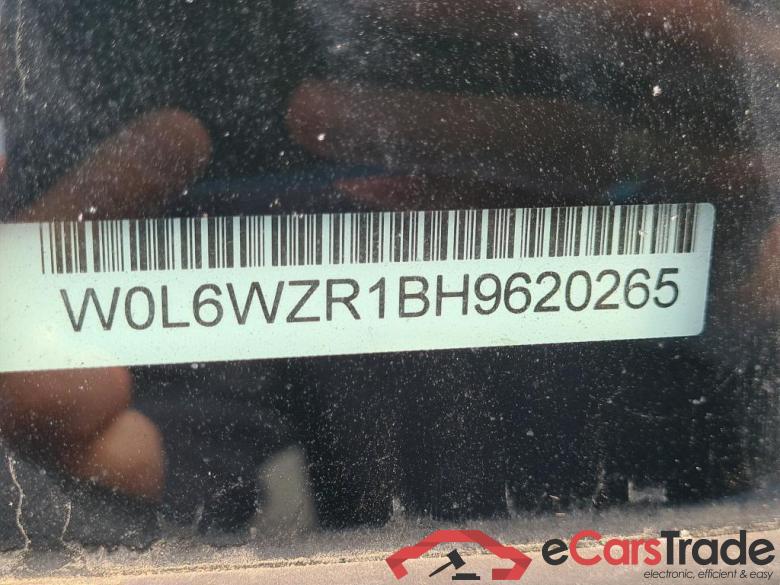 W0L6WZR1BH9620265
eCarsTrade
electronic, efficient & easy